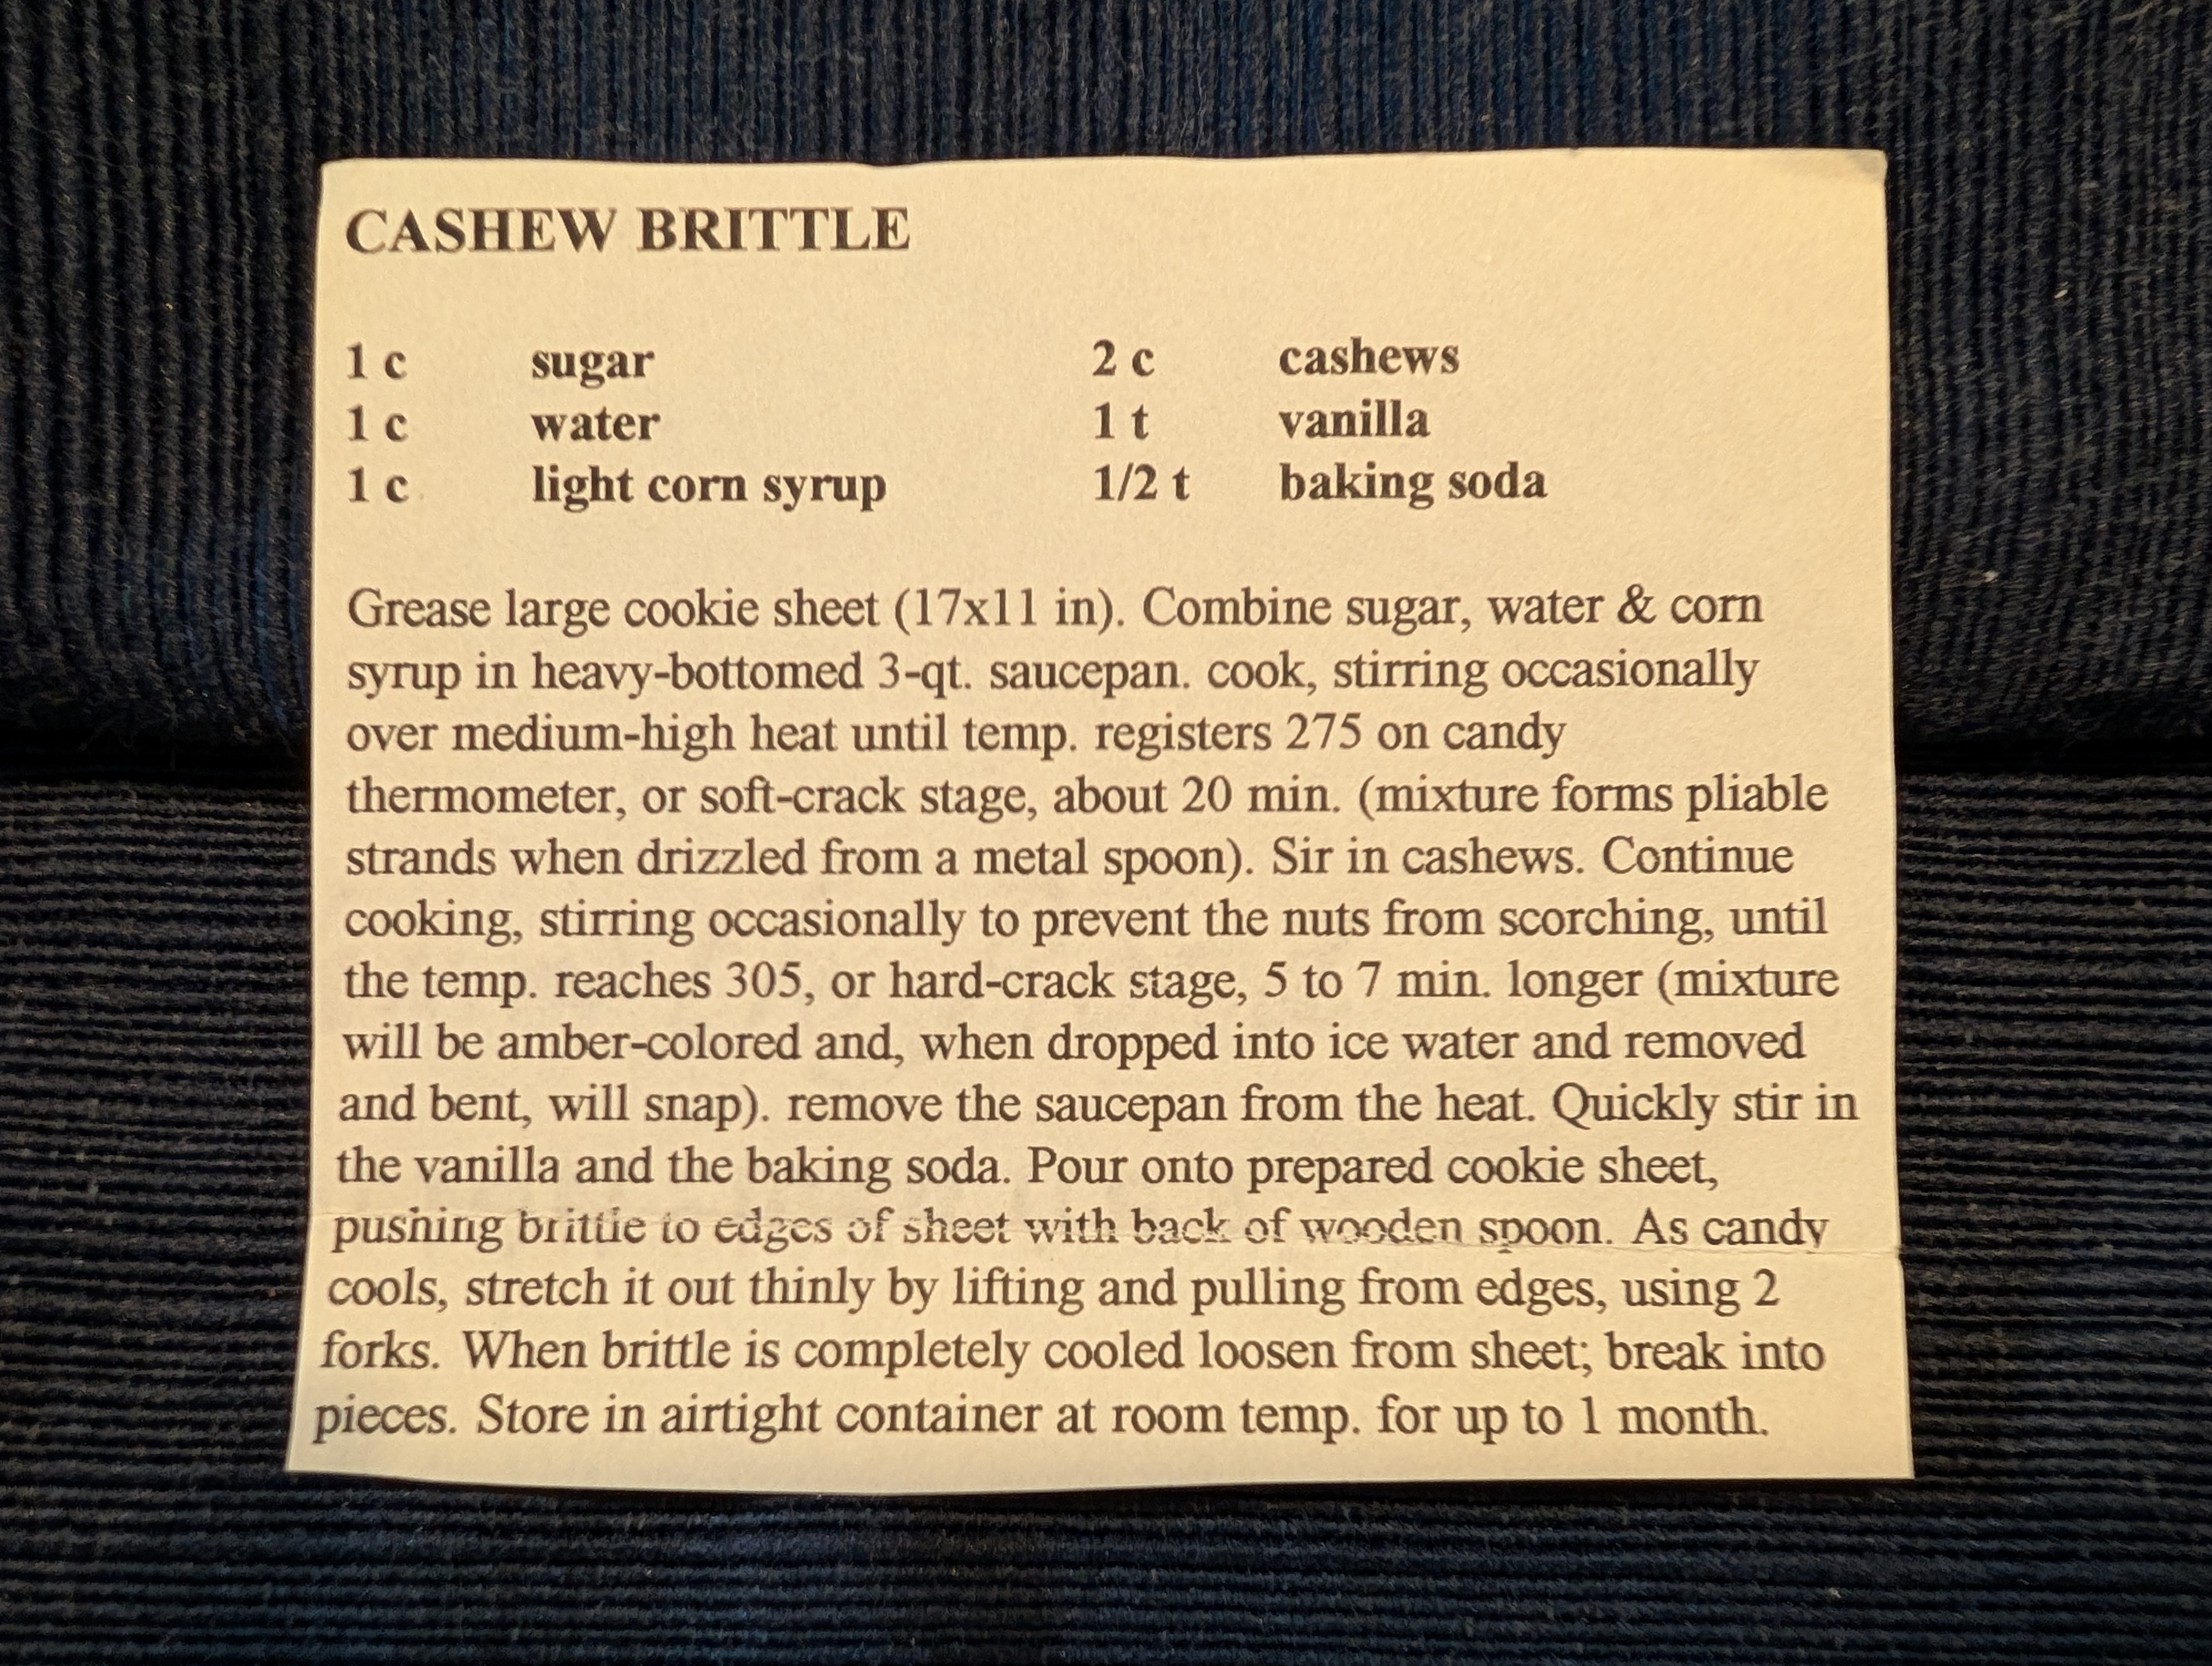 CASHEW BRITTLE
1 c sugar 2 c cashews
1 c water 1 t vanilla
1 c light corn syrup 1/2 t baking soda
Grease large cookie sheet (17x11 in). Combine sugar, water & corn
syrup in heavy-bottomed 3-qt. saucepan. cook, stirring occasionally
over medium-high heat until temp. registers 275 on candy
thermometer, or soft-crack stage, about 20 min. (mixture forms pliable
strands when drizzled from a metal spoon). Sir in cashews. Continue
cooking, stirring occasionally to prevent the nuts from scorching, until
the temp. reaches 305, or hard-crack stage, 5 to 7 min. longer (mixture
will be amber-colored and, when dropped into ice water and removed
and bent, will snap). remove the saucepan from the heat. Quickly stir in
the vanilla and the baking soda. Pour onto prepared cookie sheet,
pushing brittle to edges of sheet with back of wooden spoon. As candy
cools, stretch it out thinly by lifting and pulling from edges, using 2
forks. When brittle is completely cooled loosen from sheet; break into
pieces. Store in airtight container at room temp. for up to 1 month.